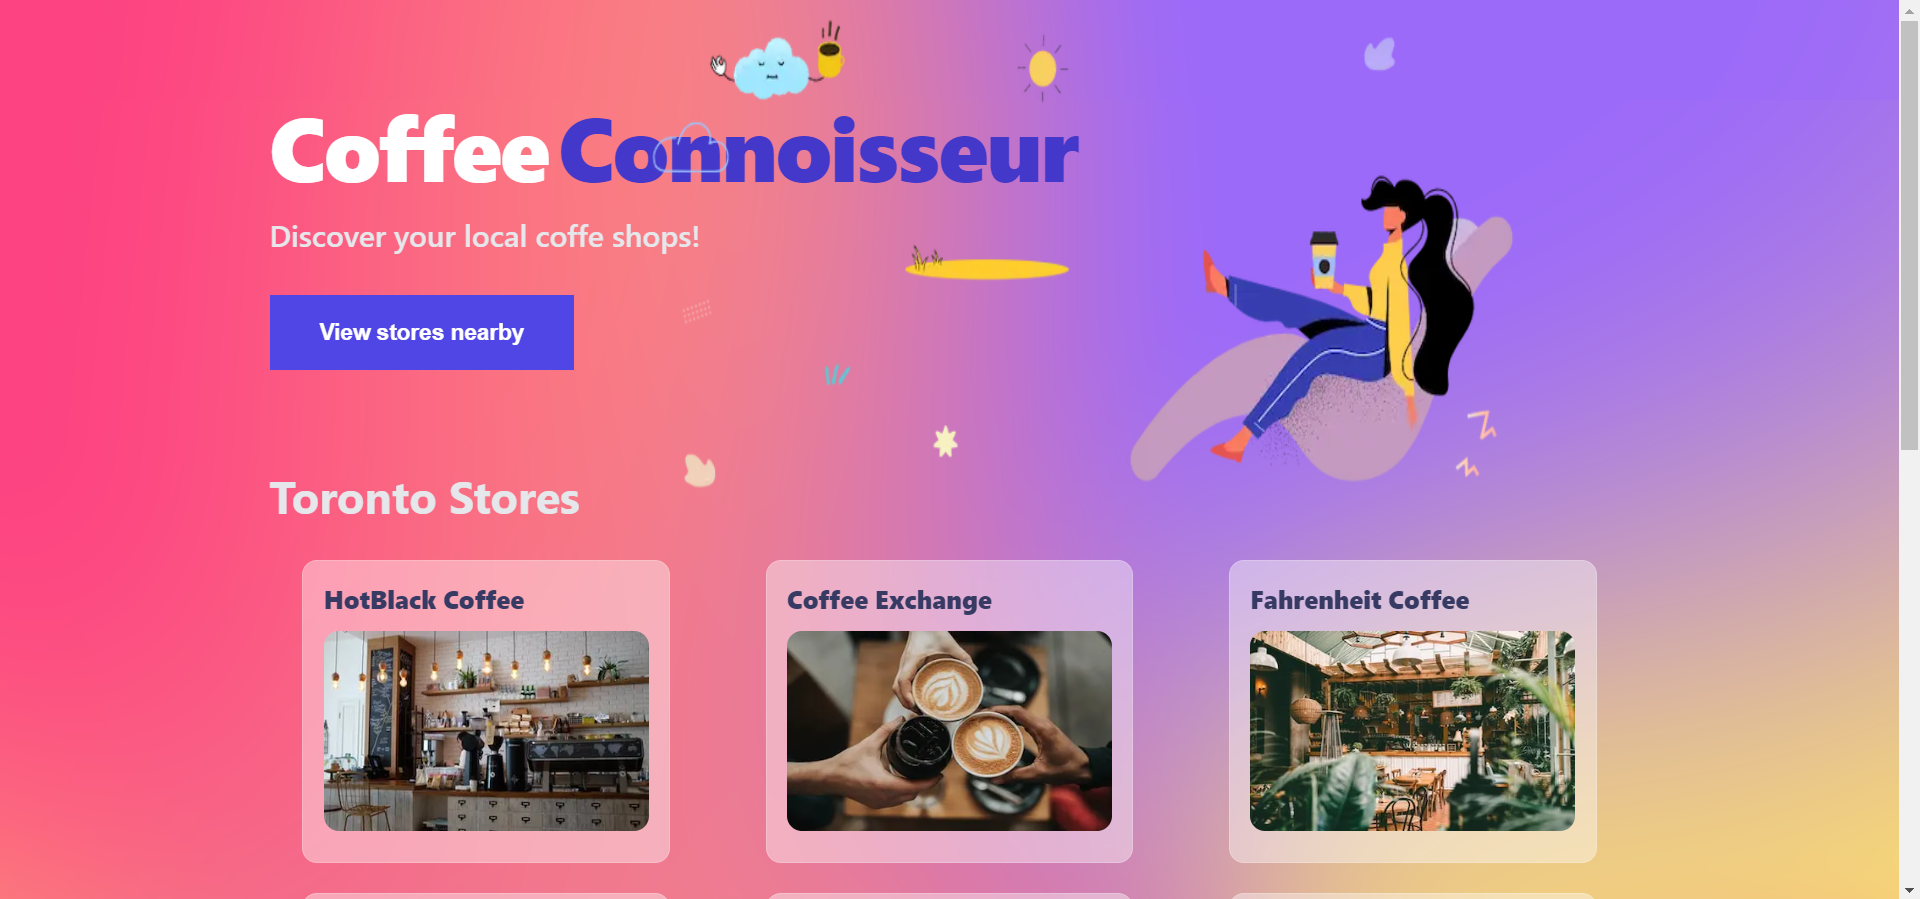 Coffee Connoisseur
Discover your local coffe shops!
View stores nearby
Toronto Stores
HotBlack Coffee
Coffee Exchange
Fahrenheit Coffee